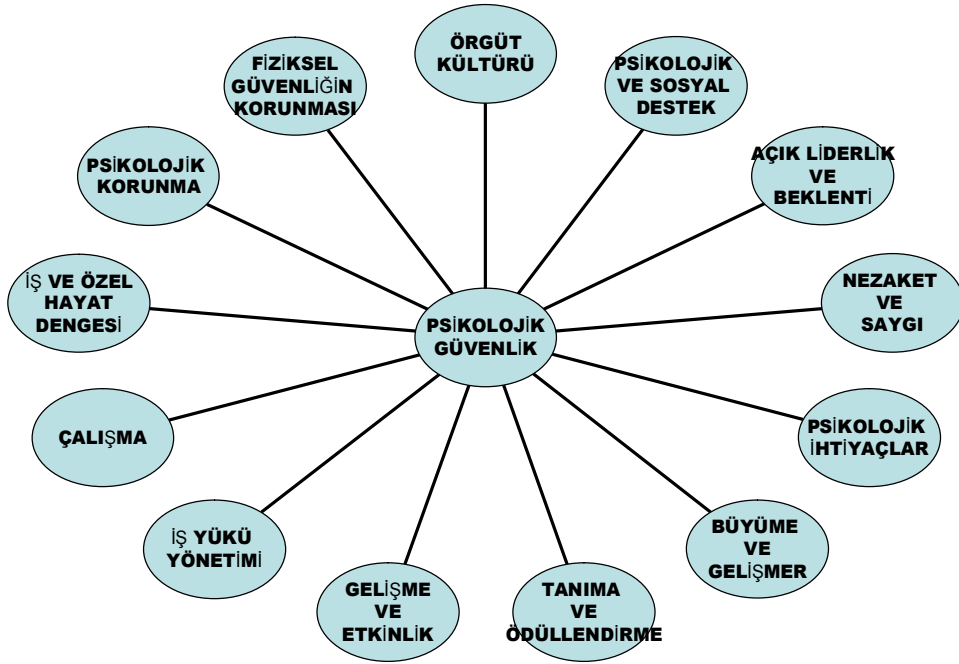 ÖRGÜT
KÜLTÜRÜ
PSİKOLOJİK
VE SOSYAL
DESTEK
AÇIK LİDERLİK
VE
BEKLENTİ
NEZAKET
VE
SAYGI
PSİKOLOJİK
İHTİYAÇLAR
BÜYÜME
VE
GELİŞMER
TANIMA
VE
ÖDÜLLENDİRME
GELİŞME
VE
ETKİNLİK
İŞ YÜKÜ
YÖNETİMİ
ÇALIŞMA
İŞ VE ÖZEL
HAYAT
DENGESİ
PSİKOLOJİK
KORUNMA
FİZİKSEL
GÜVENLİĞİN
KORUNMASI
PSİKOLOJİK
GÜVENLİK